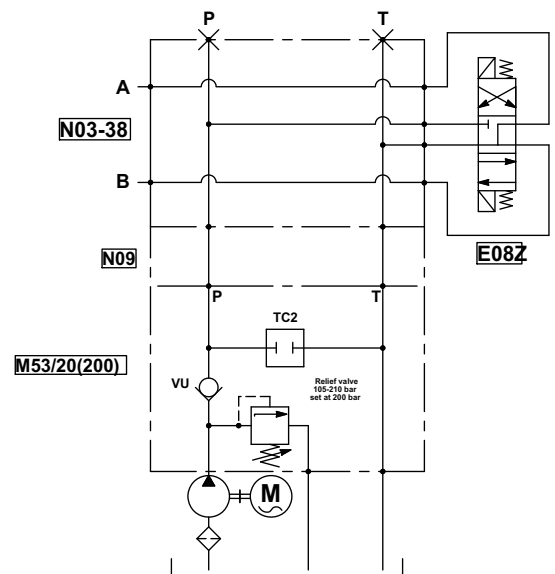 P T
A
N03-38
B
E08Z
N09
P T
TC2
M53/20(200)
VU
Relief valve
105-210 bar
set at 200 bar
M